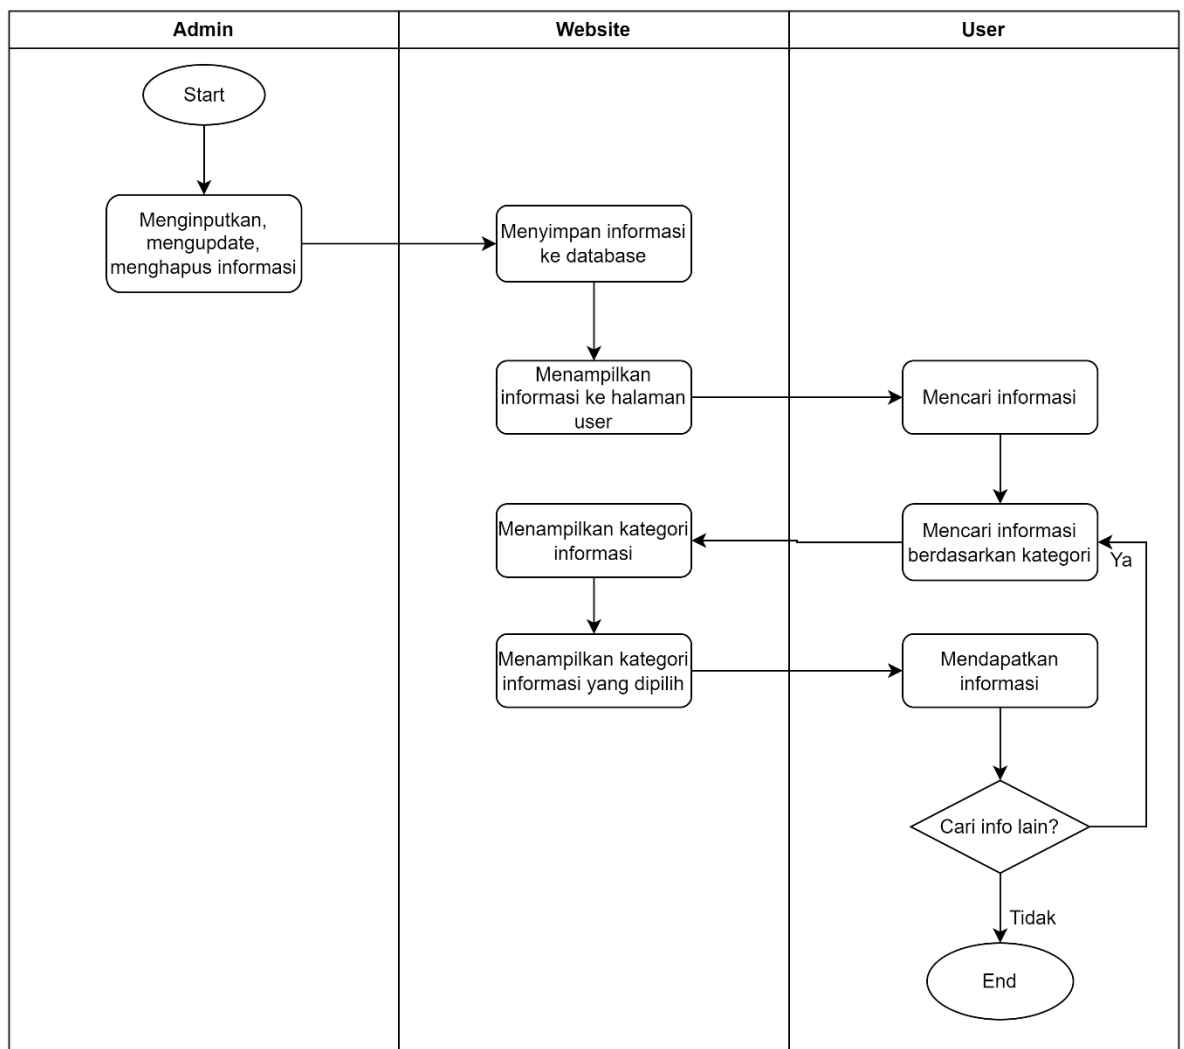 Admin
Website
User
Start
Menginputkan,
mengupdate,
menghapus informasi
Menyimpan informasi
ke database
Menampilkan
informasi ke halaman
user
Mencari informasi
Menampilkan kategori
informasi
Mencari informasi
berdasarkan kategori
Ya
Menampilkan kategori
informasi yang dipilih
Mendapatkan
informasi
Cari info lain?
Tidak
End